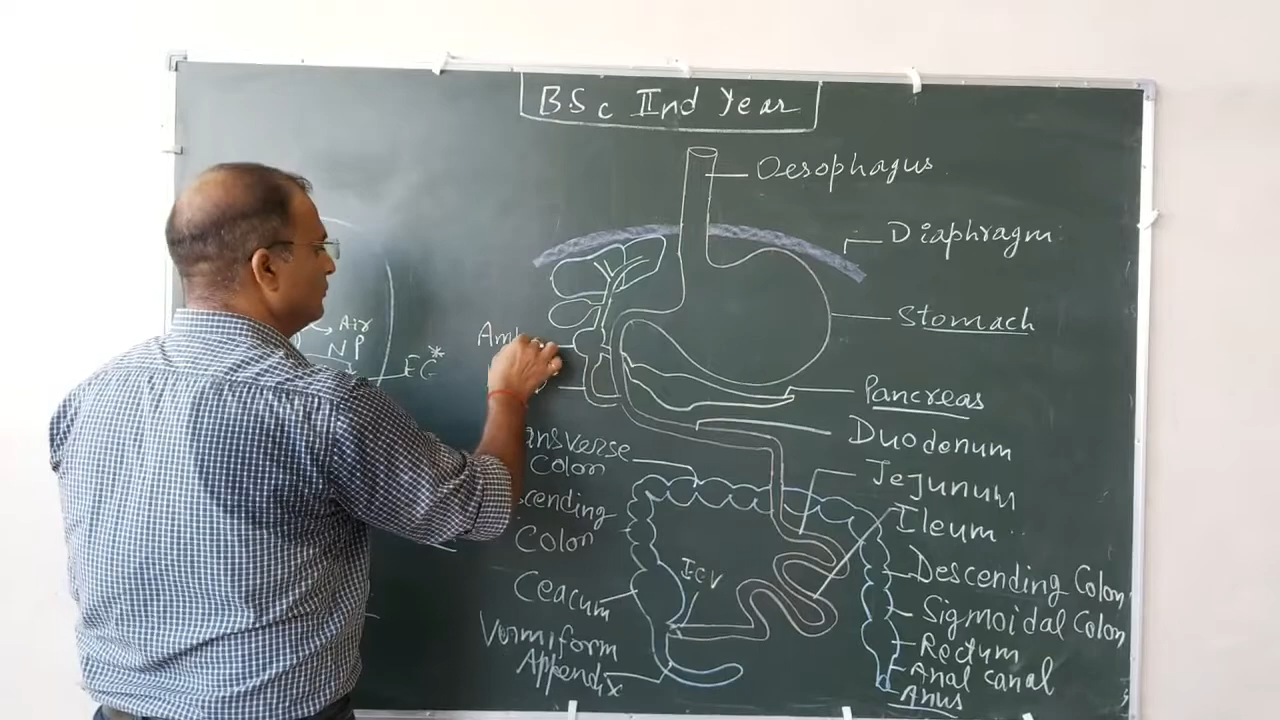 BSc IInd Year
Oesophagus
Diaphragm
Stomach
Air
NP
EC*
Pancreas
Duodenum
Transverse
Colon
Jejunum
Ileum
Colon
ICV
Descending Colon
Ceacum
Sigmoidal Colon
Vermiform
Appendix
Rectum
Anal canal
Anus